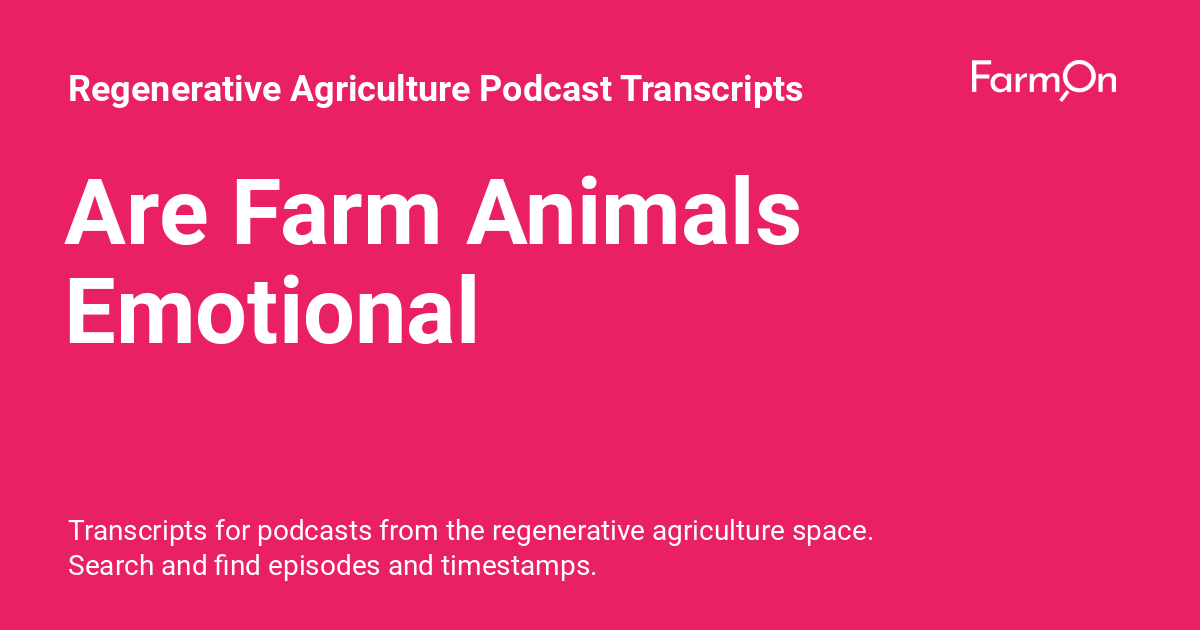 Regenerative Agriculture Podcast Transcripts
FarmOn
Are Farm Animals
Emotional
Transcripts for podcasts from the regenerative agriculture space.
Search and find episodes and timestamps.